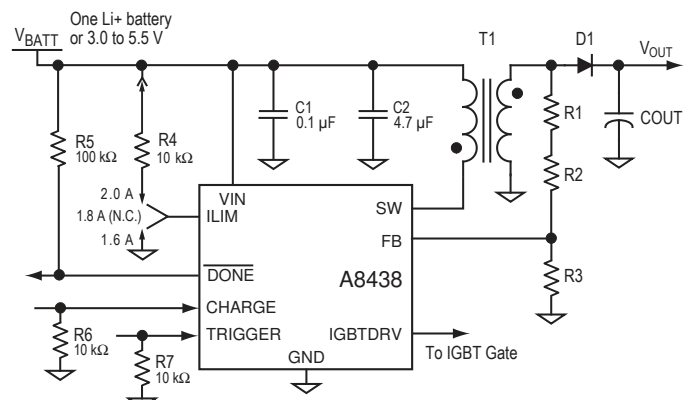 One Li+ battery
or 3.0 to 5.5 V
VBATT
T1
D1
VOUT
C1
0.1 µF
C2
4.7 µF
R1
COUT
R5
100 kΩ
R4
10 kΩ
R2
2.0 A
1.8 A (N.C.)
1.6 A
VIN
ILIM
SW
FB
DONE
A8438
R3
CHARGE
TRIGGER
IGBTDRV
GND
To IGBT Gate
R6
10 kΩ
R7
10 kΩ